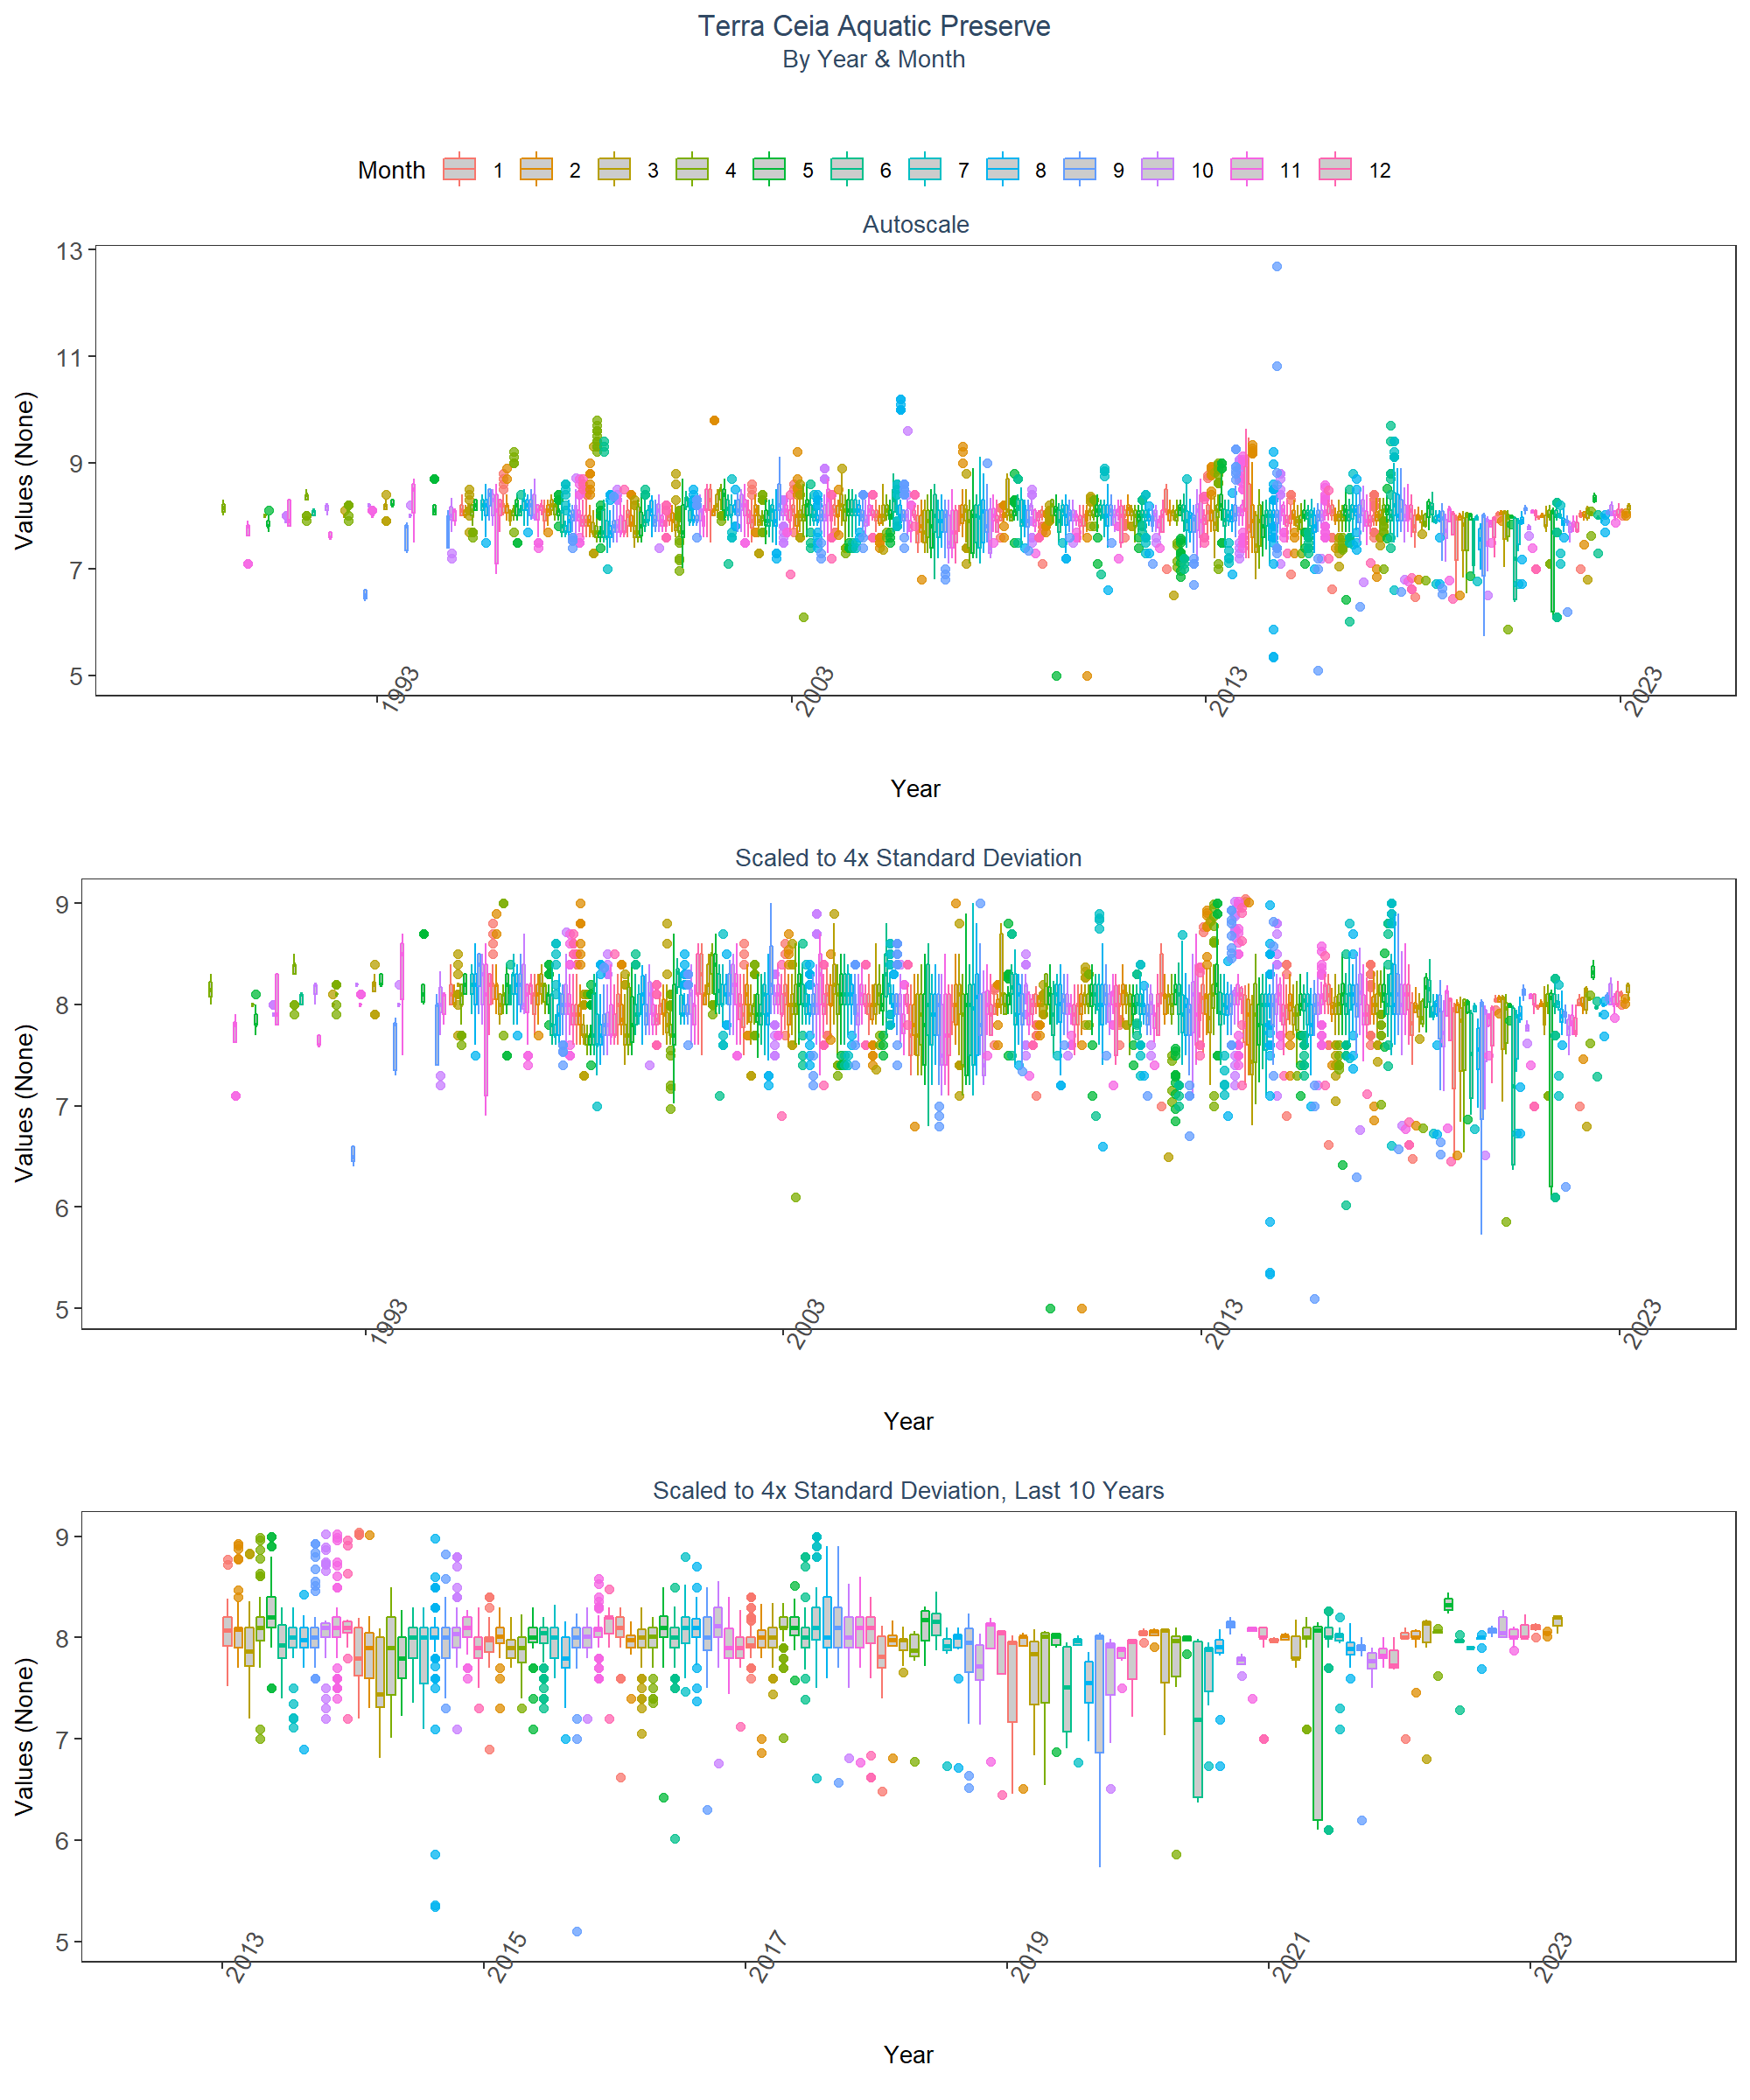 Terra Ceia Aquatic Preserve
By Year & Month
Month 1 2 3 4 5 6 7 8 9 10 11 12
Autoscale
13
11
9
7
5
Values (None)
1993 2003 2013 2023
Year
Scaled to 4x Standard Deviation
9
8
7
6
5
Values (None)
1993 2003 2013 2023
Year
Scaled to 4x Standard Deviation, Last 10 Years
9
8
7
6
5
Values (None)
2013 2015 2017 2019 2021 2023
Year